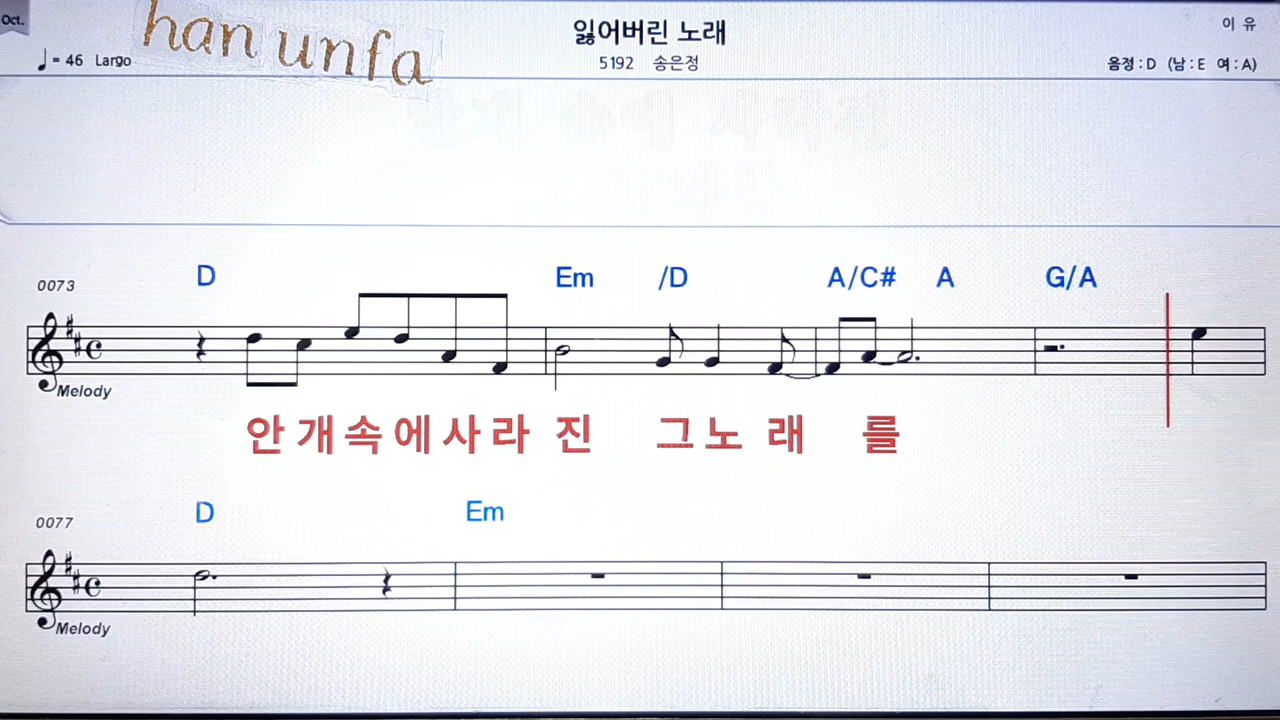 Oct.
han unfa
잃어버린 노래
이 유
♩= 46 Largo
5192 송은정
음정 : D (남 : E 여 : A)
D Em /D A/C# A G/A
0073
Melody
안개속에사라진 그노래를
D Em
0077
Melody